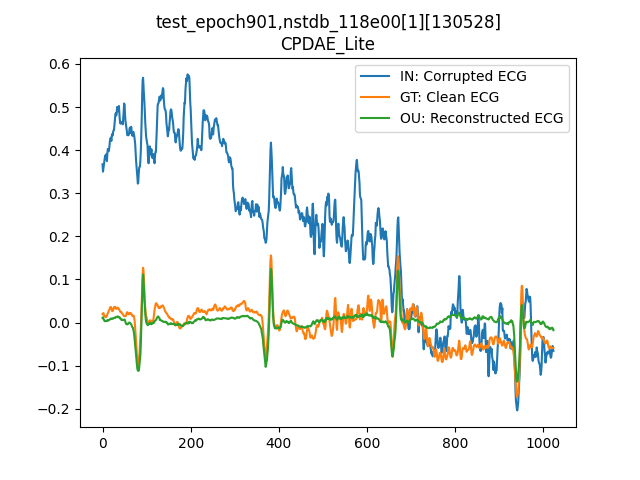 test_epoch901,nstdb_118e00[1][130528]
CPDAE_Lite
IN: Corrupted ECG
GT: Clean ECG
OU: Reconstructed ECG
0.6
0.5
0.4
0.3
0.2
0.1
0.0
−0.1
−0.2
0 200 400 600 800 1000